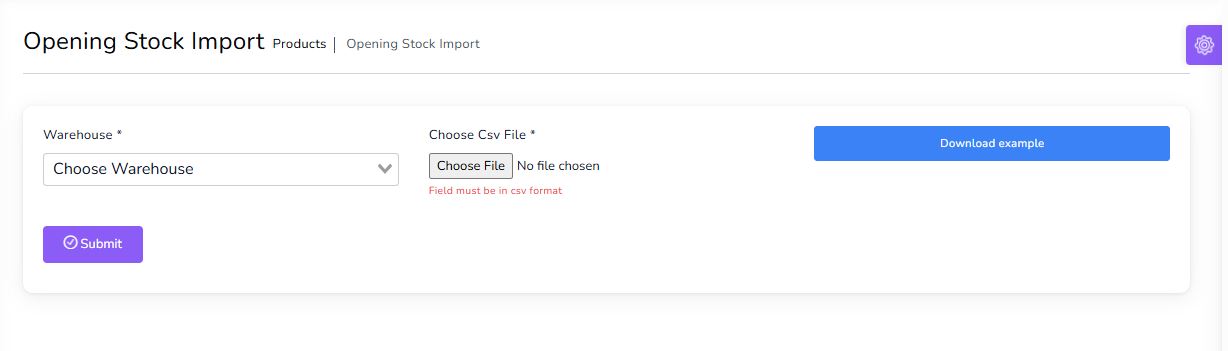 Opening Stock Import Products | Opening Stock Import
Warehouse *
Choose Warehouse
Choose Csv File *
Choose File No file chosen
Field must be in csv format
Download example
Submit